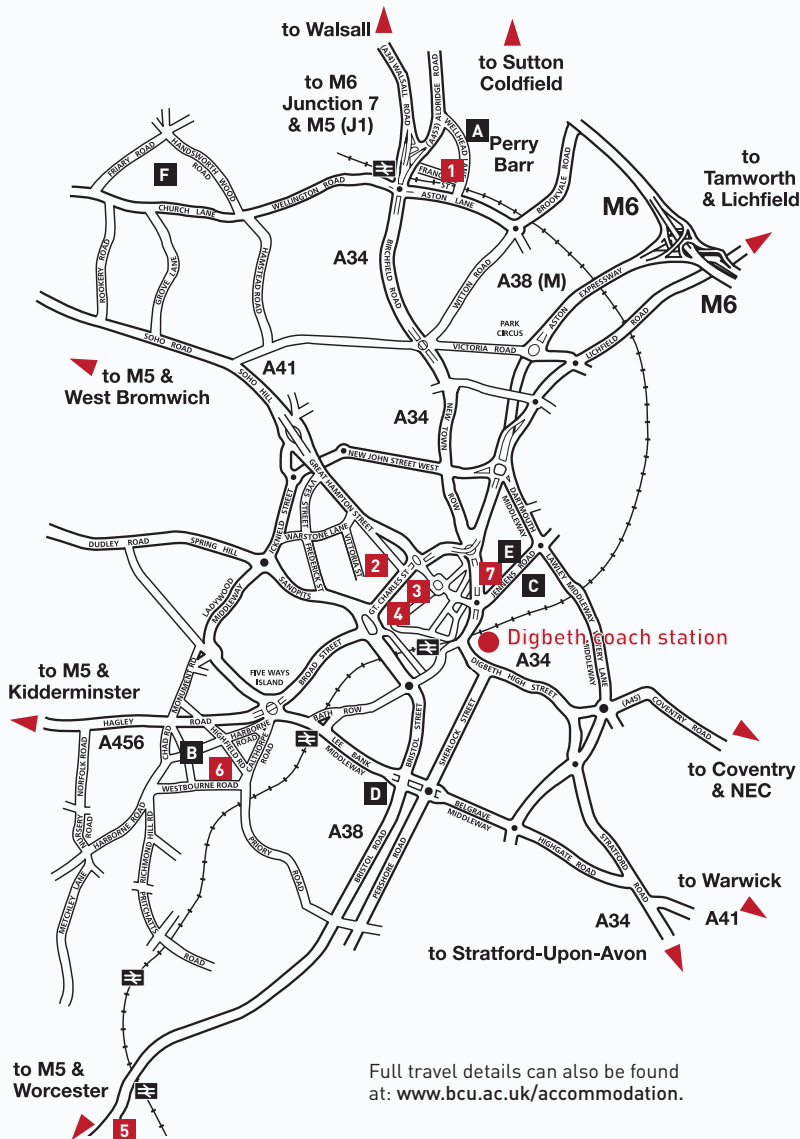 to Walsall
to Sutton
Coldfield
to M6
Junction 7
& M5 (J1)
(A34) WALSALL ROAD
(A453) ALDRIDGE ROAD
WELLHEAD LANE
A
Perry
Barr
1
ASTON LANE
BROOKVALE ROAD
to
Tamworth
& Lichfield
M6
M6
FRIARY ROAD
HANDSWORTH WOOD
ROAD
F
CHURCH LANE
WELLINGTON ROAD
ROOKERY ROAD
GROVE LANE
HAMSTEAD ROAD
A34
BIRCHFIELD ROAD
WITTON ROAD
A38 (M)
ASTON EXPRESSWAY
PARK
CIRCUS
VICTORIA ROAD
LICHFIELD ROAD
SOHO ROAD
to M5 &
West Bromwich
A41
SOHO HILL
A34
NEW TOWN ROW
NEW JOHN STREET WEST
GREAT HAMPTON STREET
ICKNIELD STREET
VYES STREET
WARSTONE LANE
VITTORIA ST
FREDERICK ST
DARTMOUTH
MIDDLEWAY
DUDLEY ROAD
SPRING HILL
SANDPITS
LADYWOOD
MIDDLEWAY
2
3
4
GT. CHARLES ST
E
7
JENNENS ROAD
C
LAWLEY MIDDLEWAY
Digbeth coach station
A34
DIGBETH HIGH STREET
MIDDLEWAY
to M5 &
Kidderminster
MONUMENT RD
FIVE WAYS
ISLAND
BROAD STREET
BATH ROW
HAGLEY ROAD
A456
NORFOLK ROAD
CHAD RD
HIGHFIELD RD
HARBORNE
ROAD
CALTHORPE
ROAD
B
6
WESTBOURNE ROAD
LEE BANK
MIDDLEWAY
BRISTOL STREET
SHERLOCK STREET
(A45)
COVENTRY ROAD
to Coventry
& NEC
D
A38
BELGRAVE
MIDDLEWAY
HIGHGATE ROAD
STRATFORD
ROAD
NURSERY
ROAD
HARBORNE ROAD
RICHMOND HILL RD
METCHLEY LANE
PRITCHATTS
ROAD
PRIORY
ROAD
BRISTOL ROAD
PERSHORE ROAD
to Warwick
A34
A41
to Stratford-Upon-Avon
to M5 &
Worcester
5
Full travel details can also be found
at: www.bcu.ac.uk/accommodation.